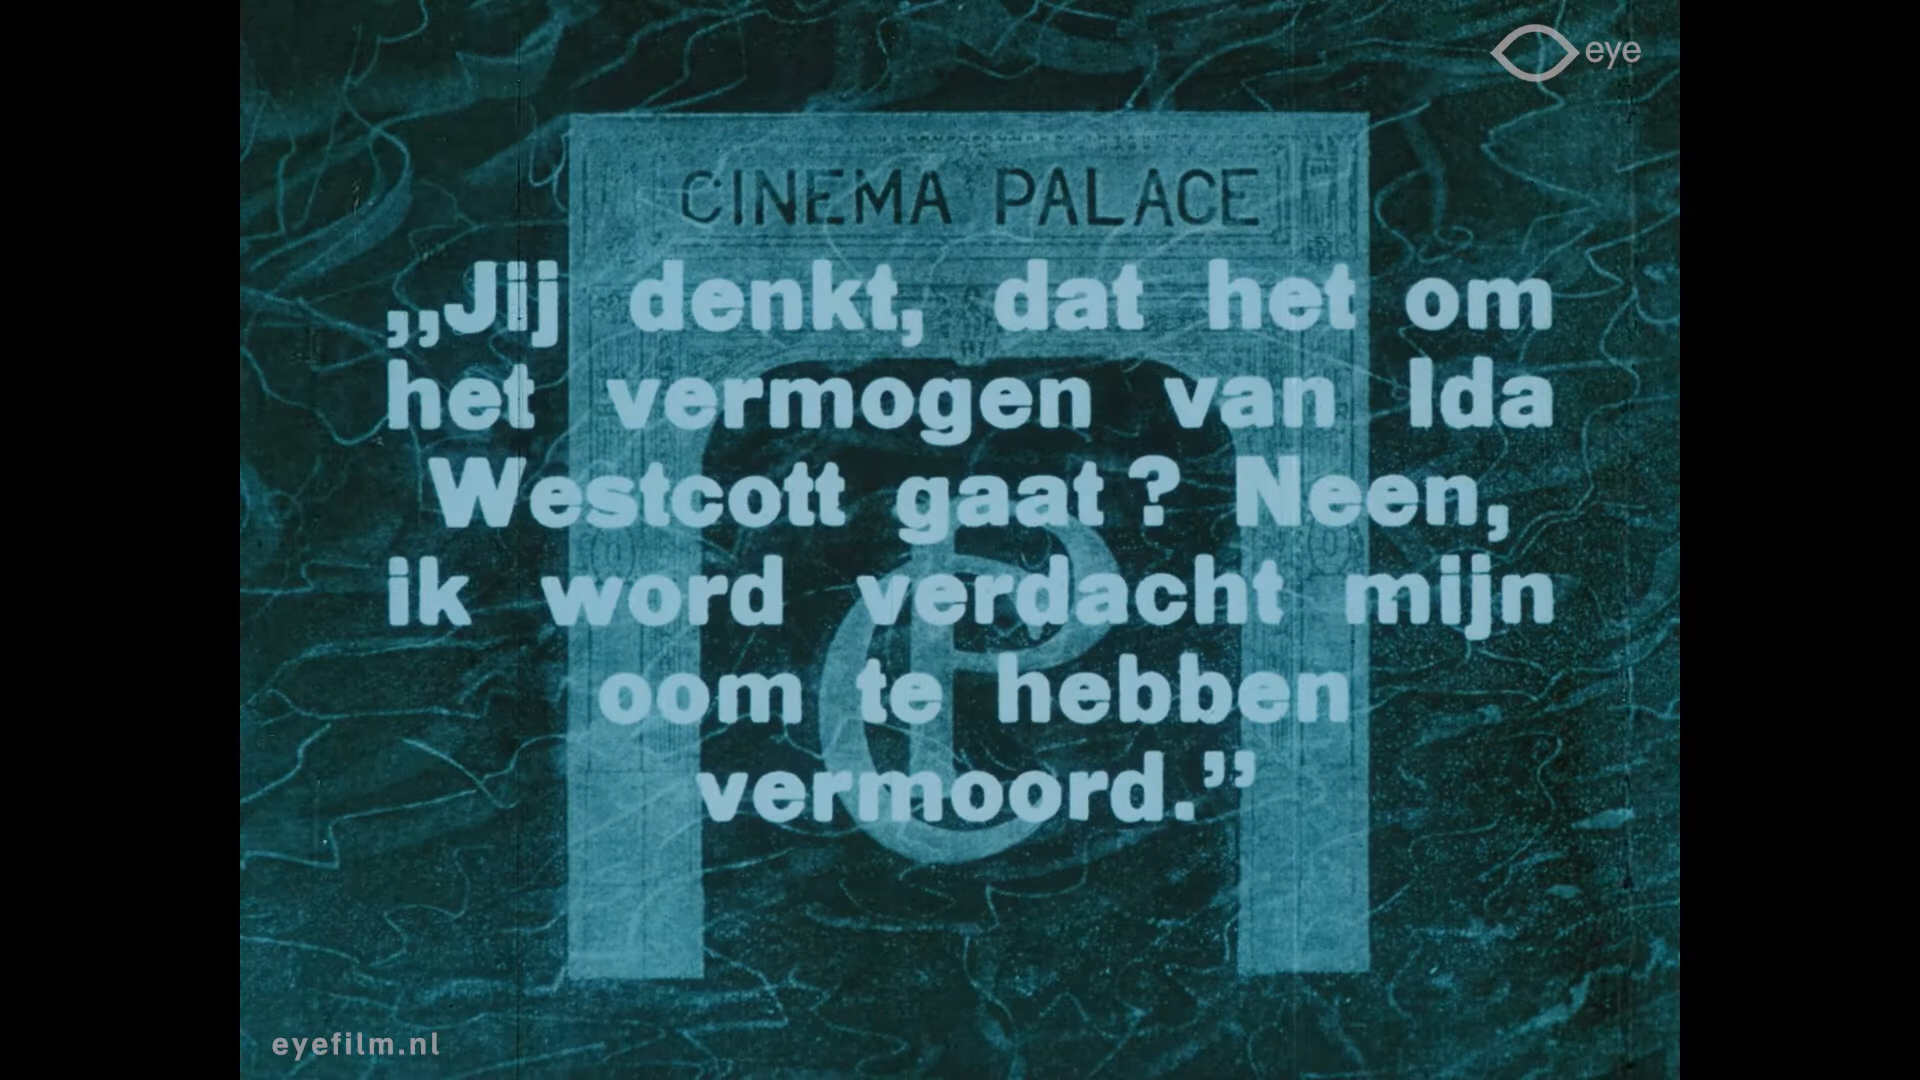 eye
CINEMA PALACE
„Jij denkt, dat het om
het vermogen van Ida
Westcott gaat? Neen,
ik word verdacht mijn
oom te hebben
vermoord.”
eyefilm.nl